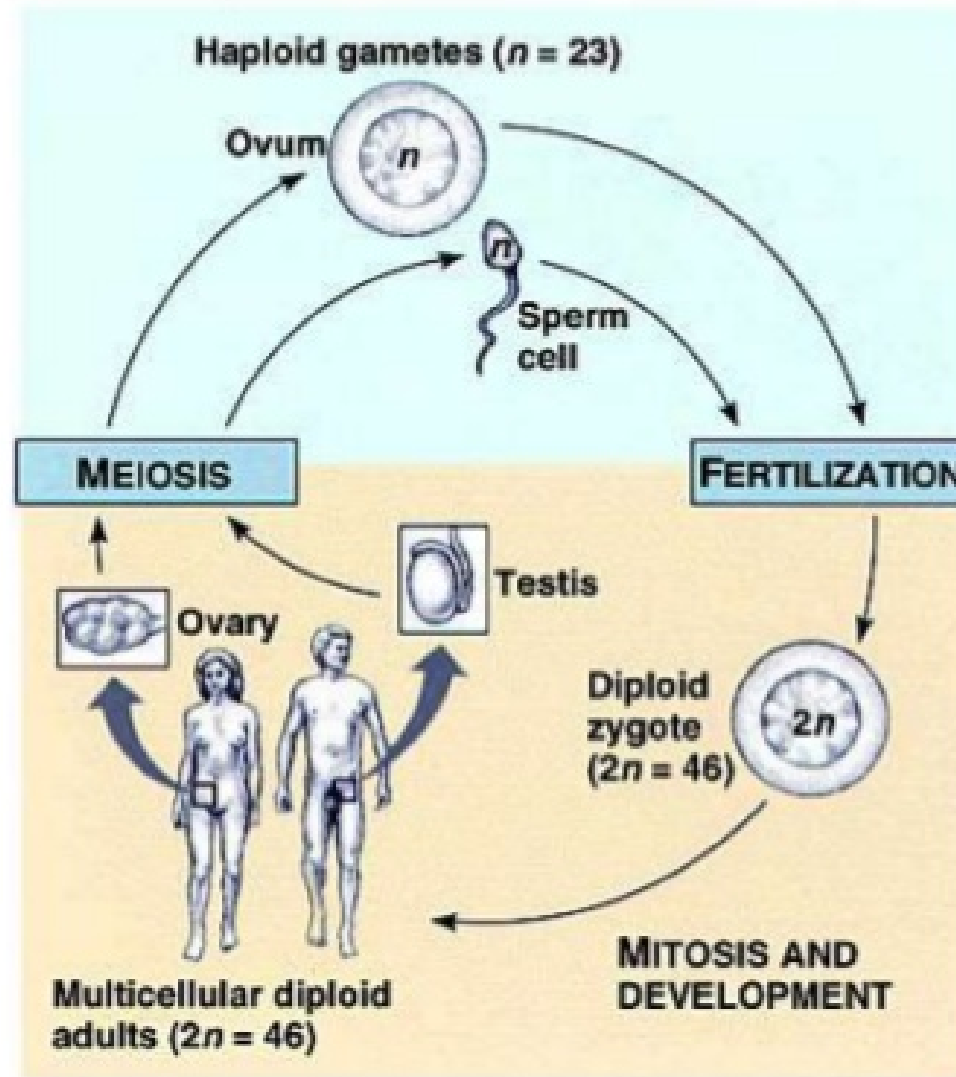 Haploid gametes (n = 23)
Ovum
n
n
Sperm
cell
MEIOSIS
FERTILIZATION
Ovary
Testis
Diploid
zygote
(2n = 46)
2n
MITOSIS AND
DEVELOPMENT
Multicellular diploid
adults (2n = 46)